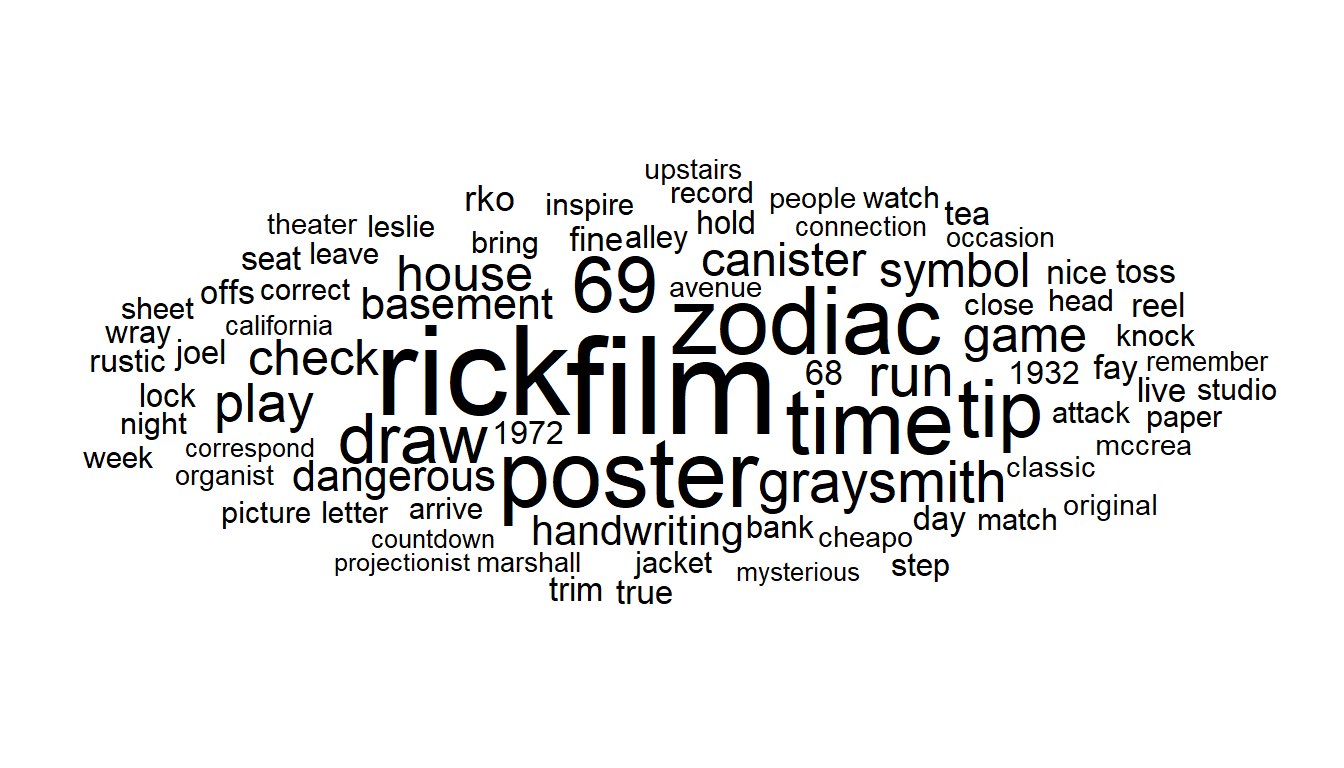 upstairs
rko inspire record people watch tea
theater leslie bring fine alley hold connection occasion
seat leave house 69 canister symbol nice toss
sheet offs correct basement avenue zodiac close head reel
wray california game knock
rustic joel check rick film 68 run 1932 fay remember
lock play time tip live studio
night draw 1972 attack paper
week correspond poster mccrea
organist dangerous graysmith classic
picture letter arrive handwriting bank day match original
countdown cheapo
projectionist marshall jacket mysterious step
trim true